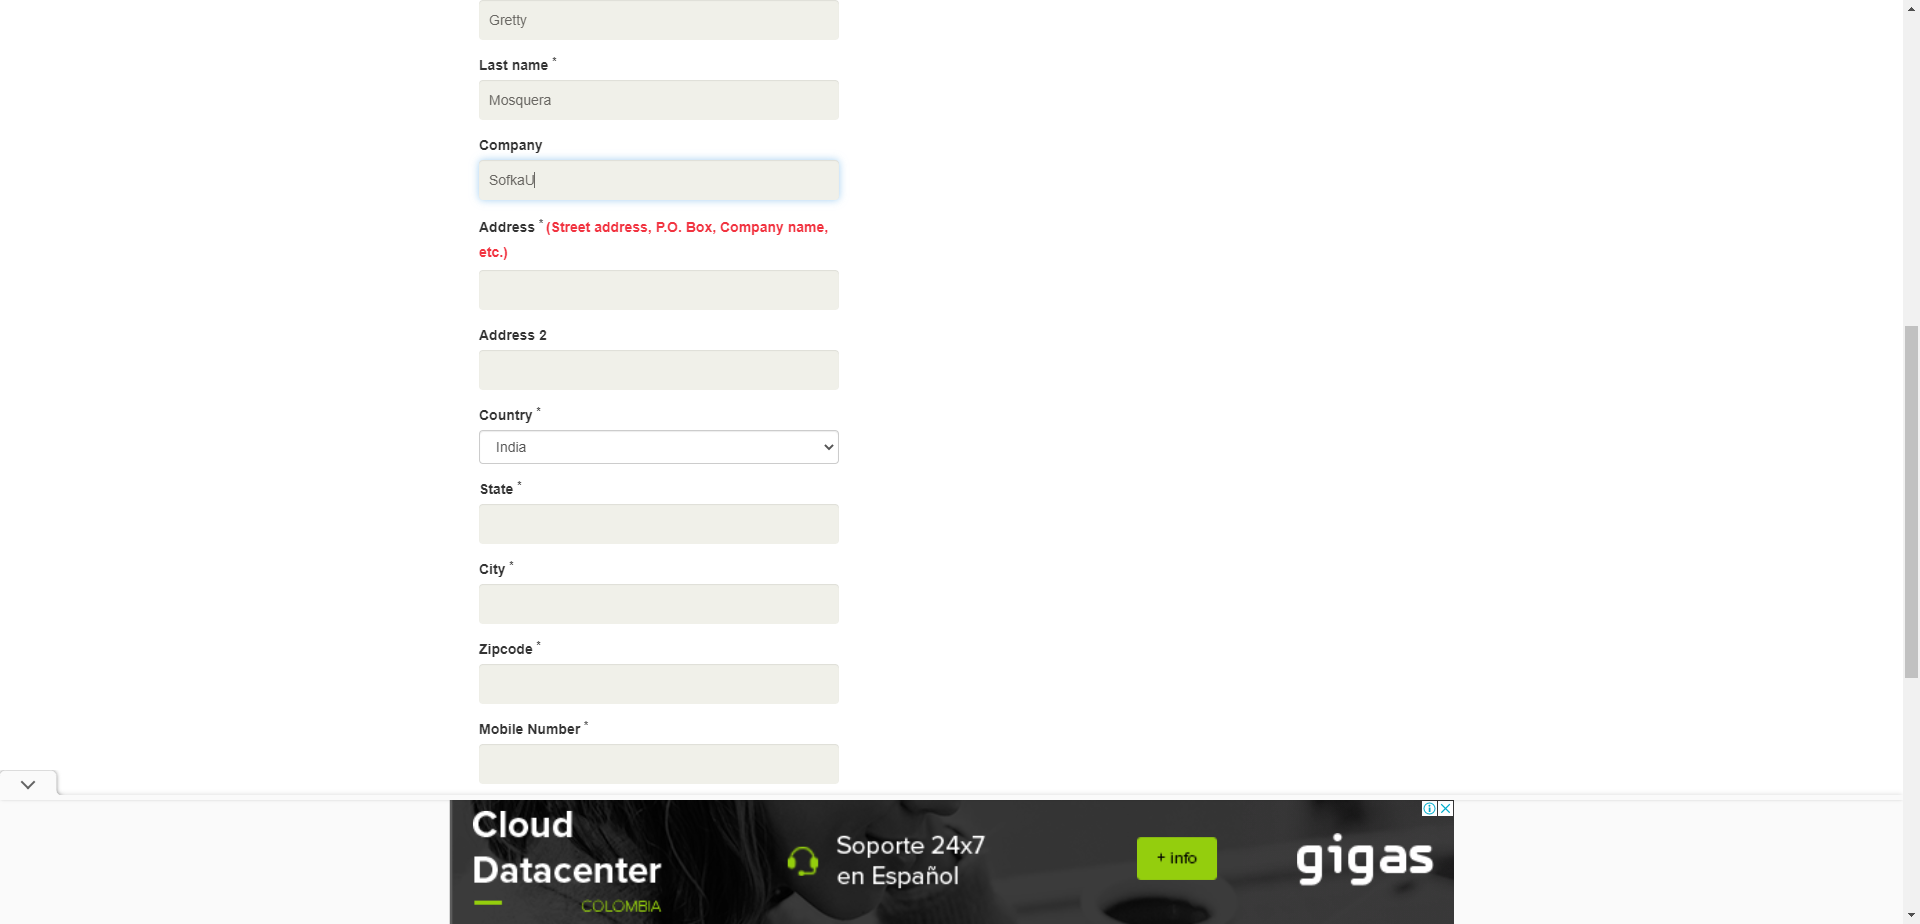 Gretty
Last name *
Mosquera
Company
SofkaU
Address * (Street address, P.O. Box, Company name,
etc.)
Address 2
Country *
India
State *
City *
Zipcode *
Mobile Number *
Cloud
Datacenter
COLOMBIA
Soporte 24x7
en Español
+ info
gigas